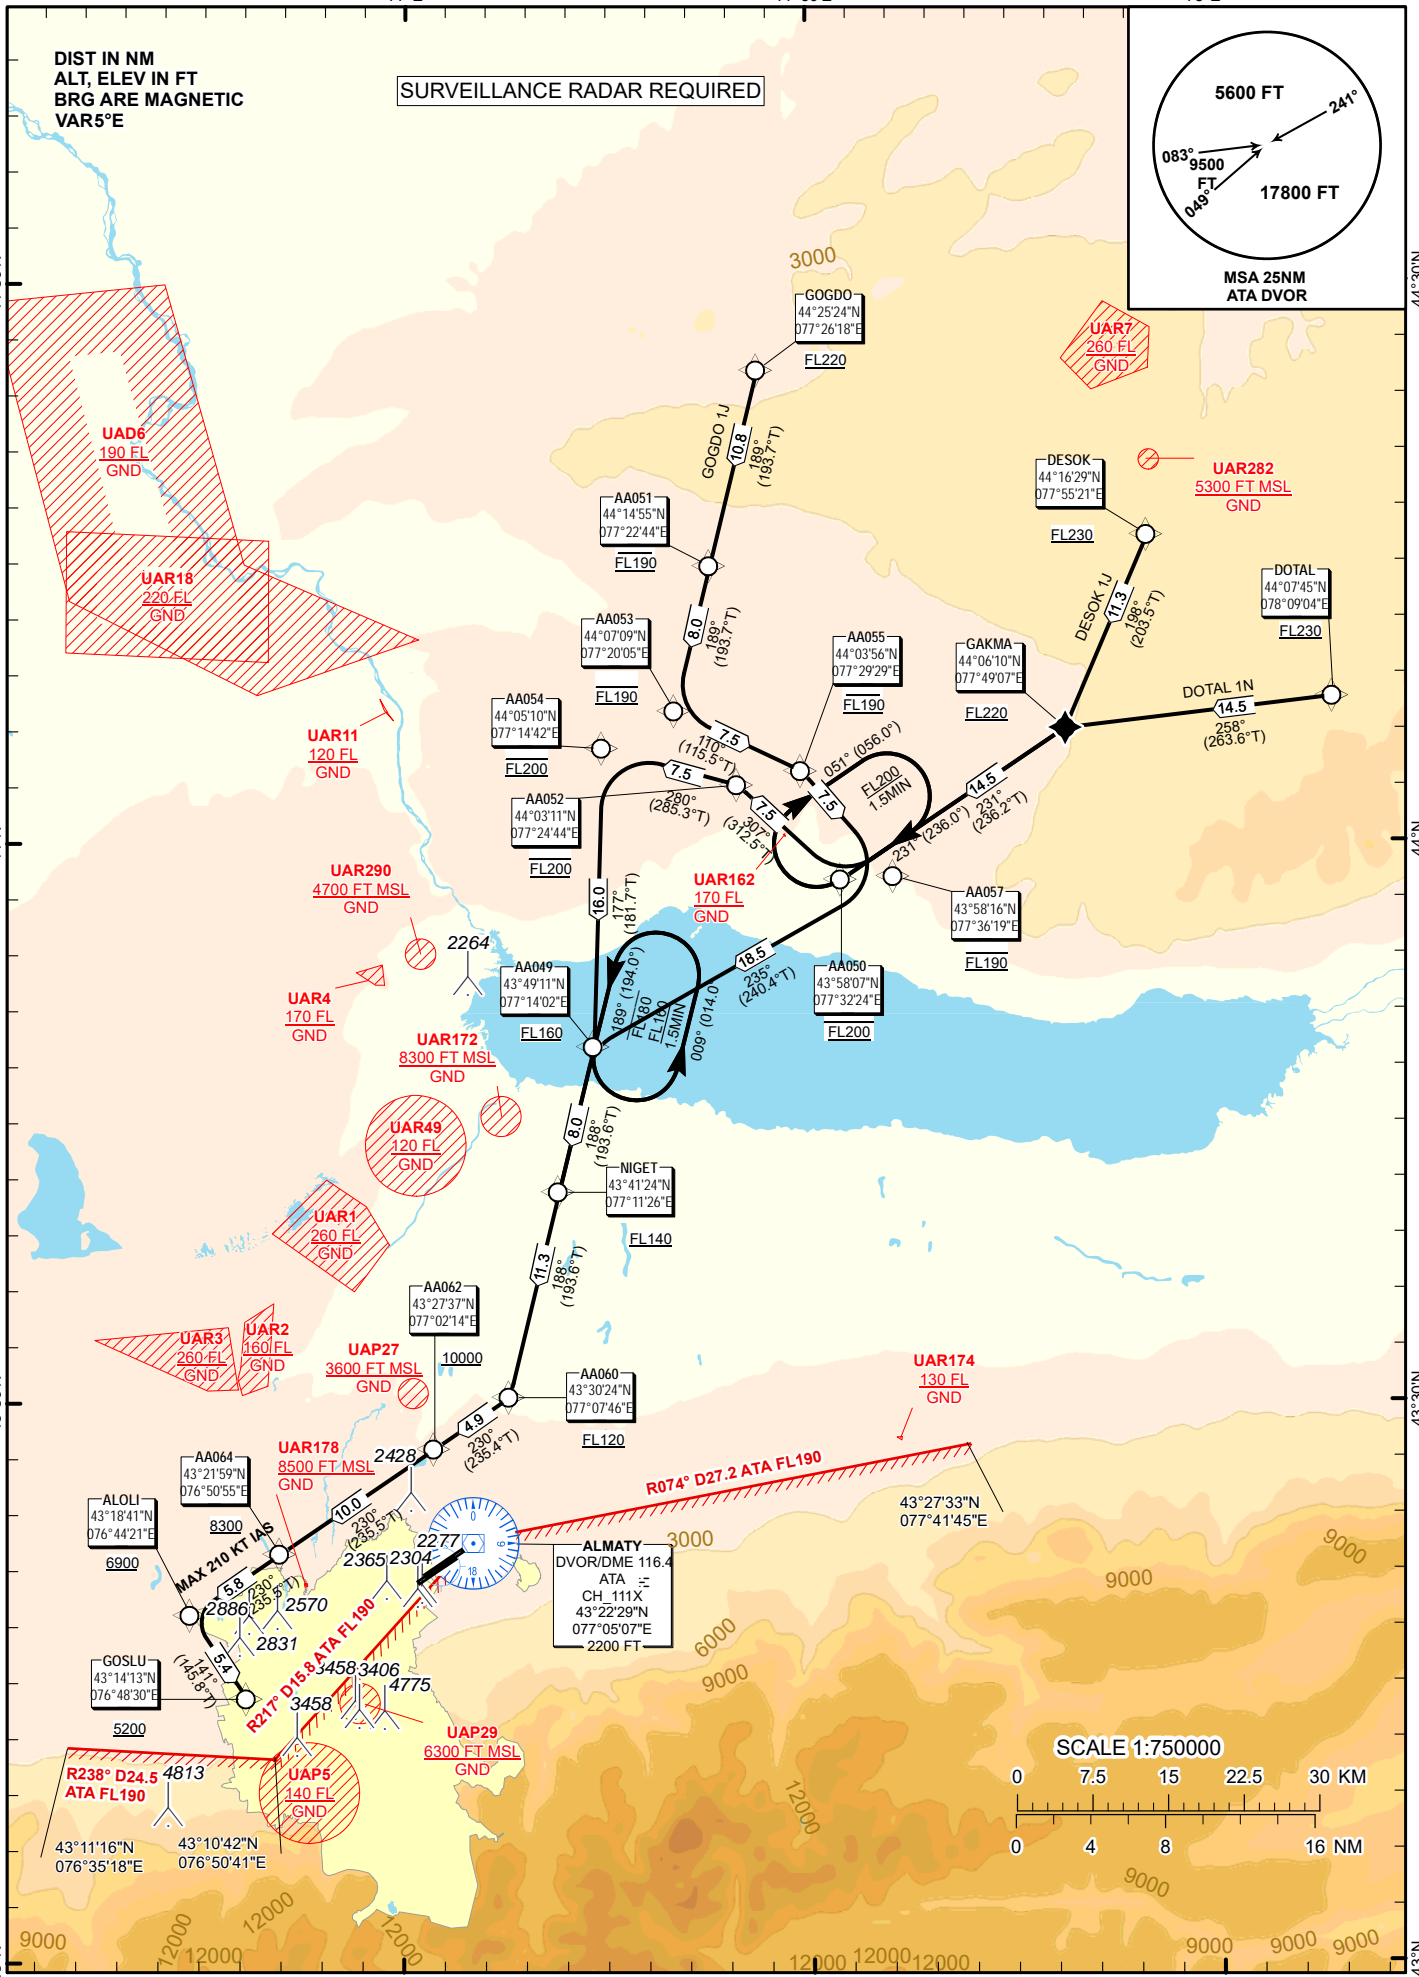 DIST IN NM
ALT, ELEV IN FT
BRG ARE MAGNETIC
VAR5°E
SURVEILLANCE RADAR REQUIRED
5600 FT
241°
083°
9500
FT
049°
17800 FT
MSA 25NM
ATA DVOR
44°30'N
3000
GOGDO
44°25'24"N
077°26'18"E
FL220
UAR7
260 FL
GND
GOGDO 1J
10.8
189°
(193.7°T)
UAD6
190 FL
GND
DESOK
44°16'29"N
077°55'21"E
FL230
UAR282
5300 FT MSL
GND
AA051
44°14'55"N
077°22'44"E
FL190
UAR18
220 FL
GND
DESOK 1J
11.3
198°
(203.5°T)
DOTAL
44°07'45"N
078°09'04"E
FL230
8.0
189°
(193.7°T)
AA053
44°07'09"N
077°20'05"E
FL190
AA055
44°03'56"N
077°29'29"E
FL190
GAKMA
44°06'10"N
077°49'07"E
FL220
DOTAL 1N
14.5
258°
(263.6°T)
AA054
44°05'10"N
077°14'42"E
FL200
UAR11
120 FL
GND
7.5
110°
(115.5°T)
051° (056.0°)
FL200
1.5MIN
14.5
231°
(236.2°T)
231° (236.0°)
7.5
280°
(285.3°T)
7.5
307°
(312.5°T)
7.5
AA052
44°03'11"N
077°24'44"E
FL200
44°N
UAR290
4700 FT MSL
GND
UAR162
170 FL
GND
AA057
43°58'16"N
077°36'19"E
FL190
16.0
177°
(181.7°T)
2264
18.5
235°
(240.4°T)
AA050
43°58'07"N
077°32'24"E
FL200
AA049
43°49'11"N
077°14'02"E
FL160
189° (194.0°)
FL180
FL160
1.5MIN
009° (014.0
UAR4
170 FL
GND
UAR172
8300 FT MSL
GND
UAR49
120 FL
GND
8.0
188°
(193.6°T)
NIGET
43°41'24"N
077°11'26"E
FL140
UAR1
260 FL
GND
11.3
188°
(193.6°T)
AA062
43°27'37"N
077°02'14"E
10000
UAR3
260 FL
GND
UAR2
160 FL
GND
UAP27
3600 FT MSL
GND
AA060
43°30'24"N
077°07'46"E
FL120
UAR174
130 FL
GND
43°30'N
4.9
230°
(235.4°T)
AA064
43°21'59"N
076°50'55"E
8300
UAR178
8500 FT MSL
GND
2428
R074° D27.2 ATA FL190
43°27'33"N
077°41'45"E
ALOLI
43°18'41"N
076°44'21"E
6900
10.0
230°
(235.5°T)
MAX 210 KT IAS
5.8
230°
235.5°T)
2277
2365
2304
0
9
18
ALMATY
DVOR/DME 116.4
ATA
CH_111X
43°22'29"N
077°05'07"E
2200 FT
3000
9000
9000
2886
2570
2831
R217° D15.8 ATA FL190
5.4
141°
(145.8°T)
GOSLU
43°14'13"N
076°48'30"E
5200
3458
3406
4775
3458
6000
9000
UAP29
6300 FT MSL
GND
R238° D24.5
ATA FL190
4813
UAP5
140 FL
GND
43°11'16"N
076°35'18"E
43°10'42"N
076°50'41"E
SCALE 1:750000
0 7.5 15 22.5 30 KM
0 4 8 16 NM
12000
9000
9000
12000
12000
12000
12000
12000
12000
12000
9000
9000
9000
43°N